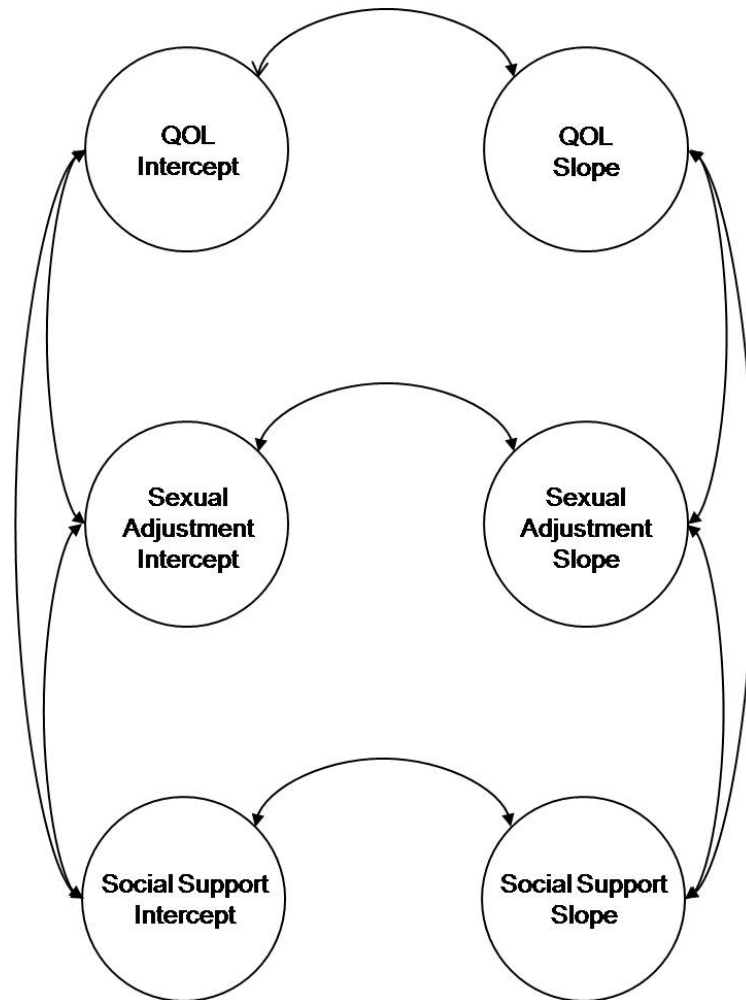 QOL
Intercept
QOL
Slope
Sexual
Adjustment
Intercept
Sexual
Adjustment
Slope
Social Support
Intercept
Social Support
Slope